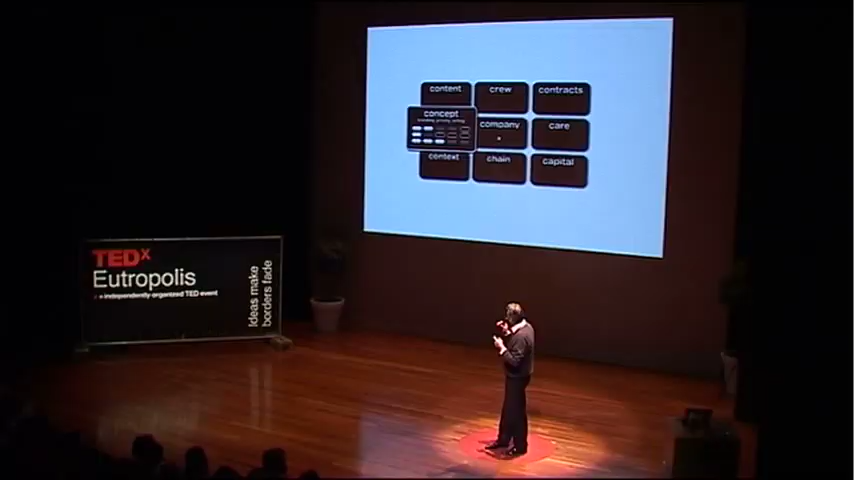 content
crew
contracts
concept
company
care
context
chain
capital
TEDx
Eutropolis
x = independently organized TED event
Ideas make
borders fade